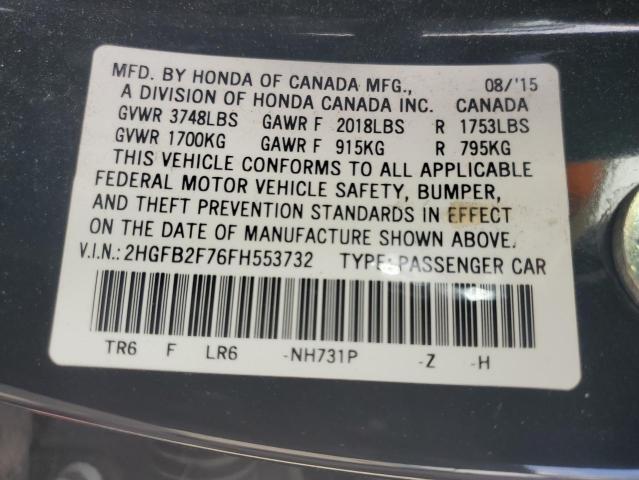 MFD. BY HONDA OF CANADA MFG., 08/'15
A DIVISION OF HONDA CANADA INC. CANADA
GVWR 3748LBS GAWR F 2018LBS R 1753LBS
GVWR 1700KG GAWR F 915KG R 795KG
THIS VEHICLE CONFORMS TO ALL APPLICABLE
FEDERAL MOTOR VEHICLE SAFETY, BUMPER,
AND THEFT PREVENTION STANDARDS IN EFFECT
ON THE DATE OF MANUFACTURE SHOWN ABOVE.
V.I.N.: 2HGFB2F76FH553732 TYPE: PASSENGER CAR
TR6 F LR6 -NH731P -Z -H